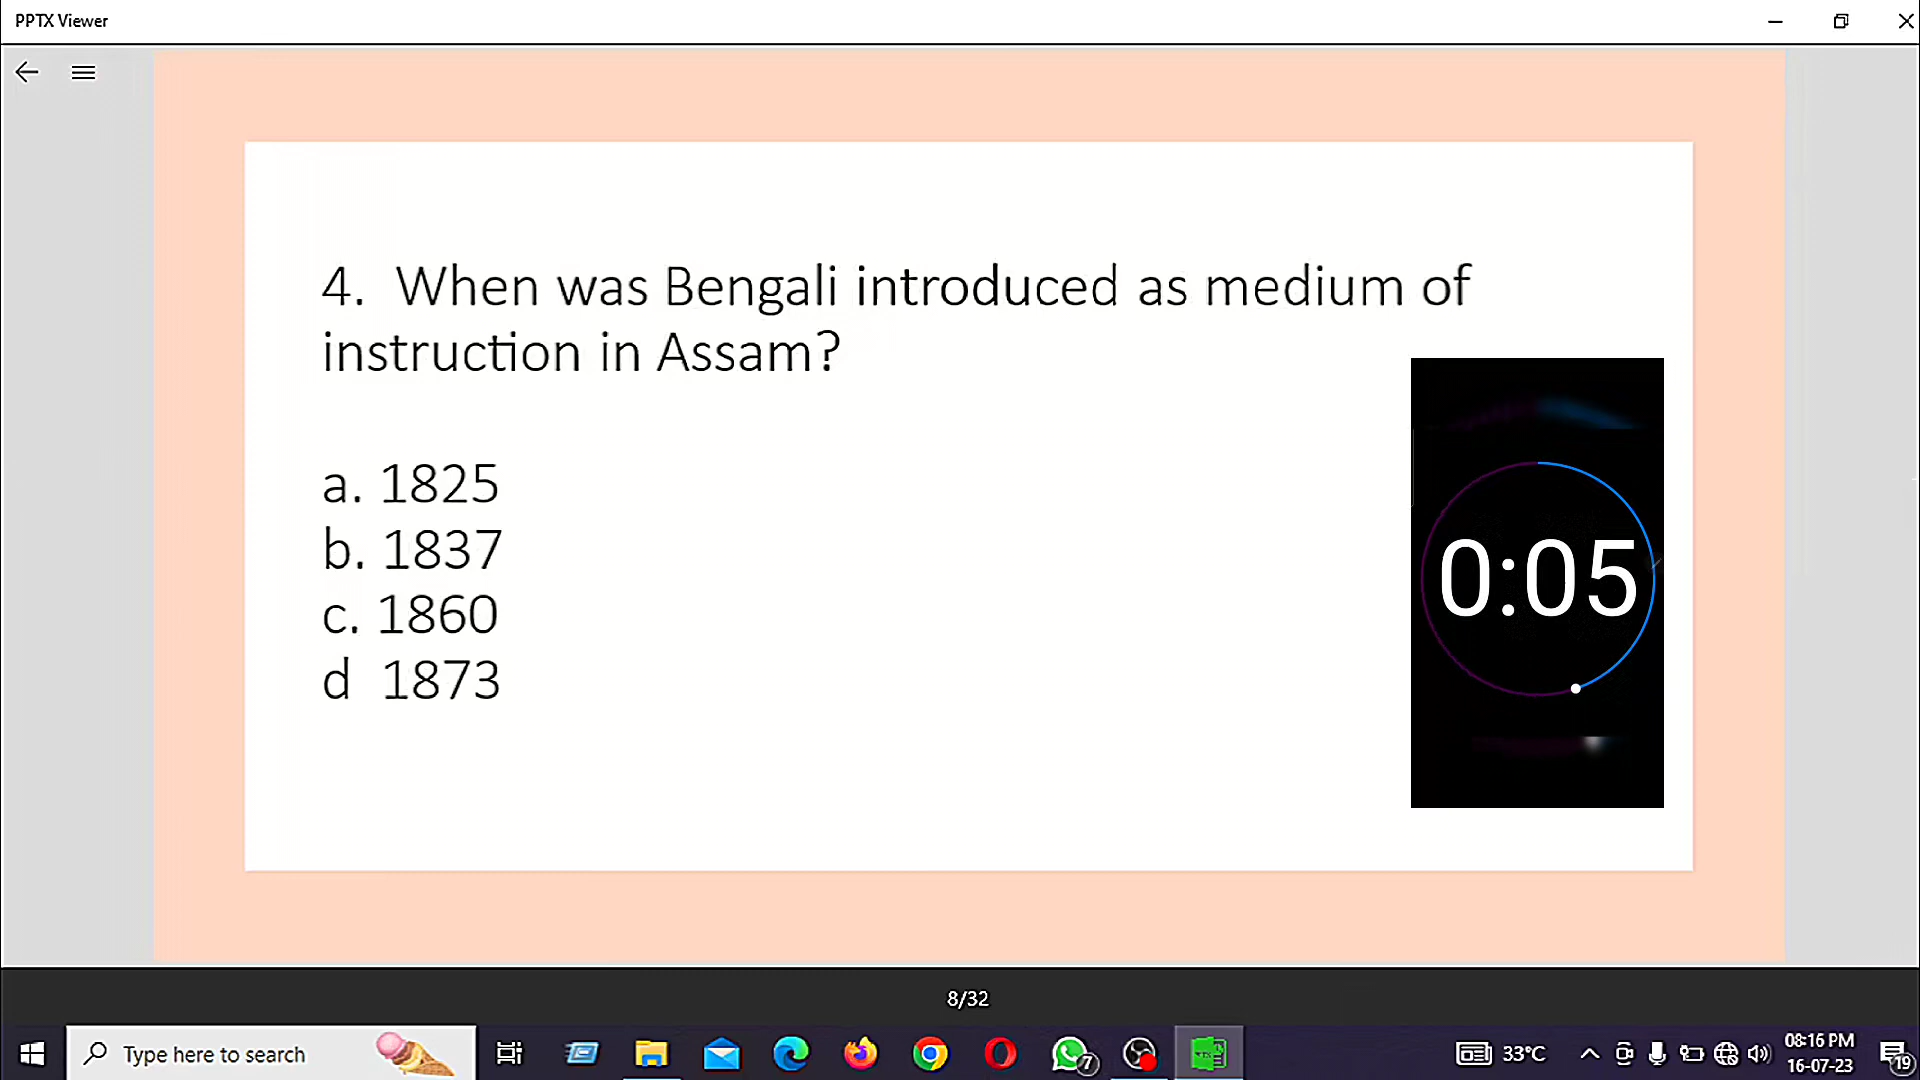 PPTX Viewer
4. When was Bengali introduced as medium of
instruction in Assam?
a. 1825
b. 1837
c. 1860
d 1873
0:05
8/32
Type here to search
7
33°C
08:16 PM
16-07-23
19